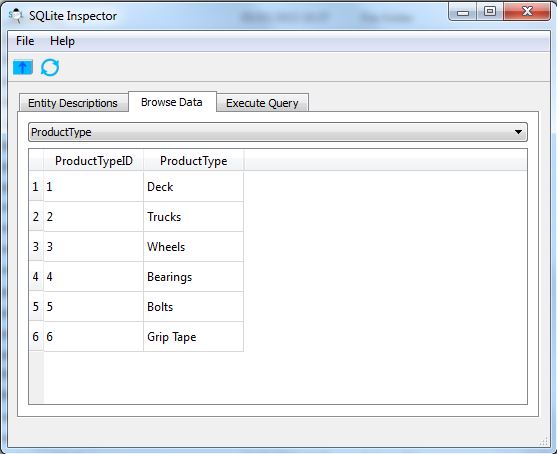 SQLite Inspector
File Help
Entity Descriptions Browse Data Execute Query
ProductType
ProductTypeID ProductType
1 1 Deck
2 2 Trucks
3 3 Wheels
4 4 Bearings
5 5 Bolts
6 6 Grip Tape